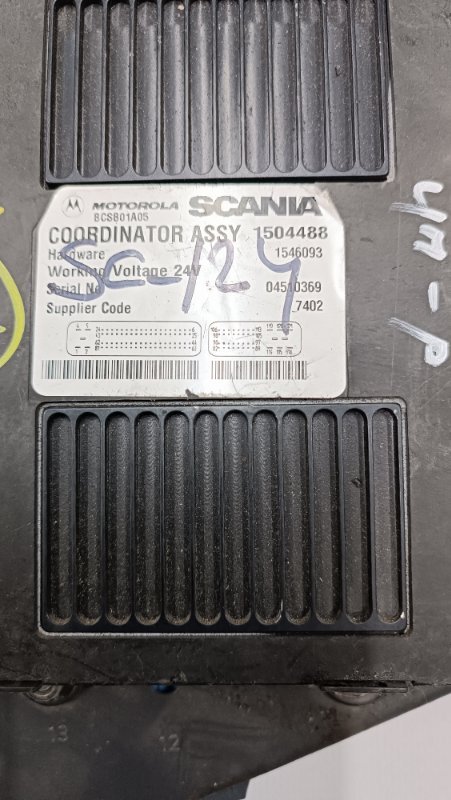 MOTOROLA SCANIA
BCSB01A05
COORDINATOR ASSY 1504488
Hardware 1546093
Working Voltage 24V
Serial No 04510369
Supplier Code 7402
SC-124
13 12